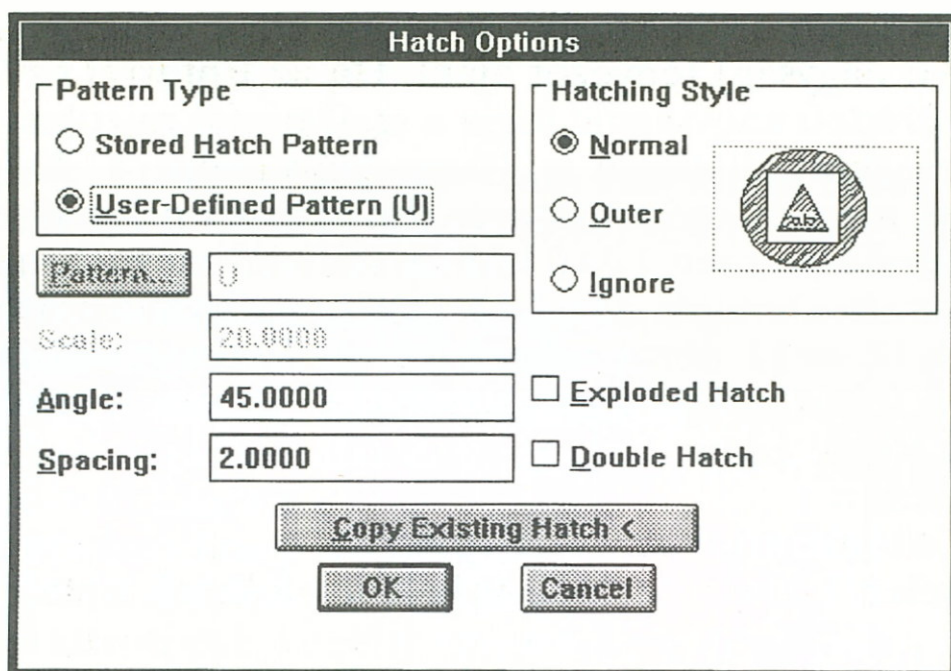 Hatch Options
Pattern Type
Stored Hatch Pattern
User-Defined Pattern (U)
Pattern...
U
Scale:
20.0000
Angle:
45.0000
Spacing:
2.0000
Hatching Style
Normal
Outer
Ignore
Exploded Hatch
Double Hatch
Copy Existing Hatch <
OK
Cancel